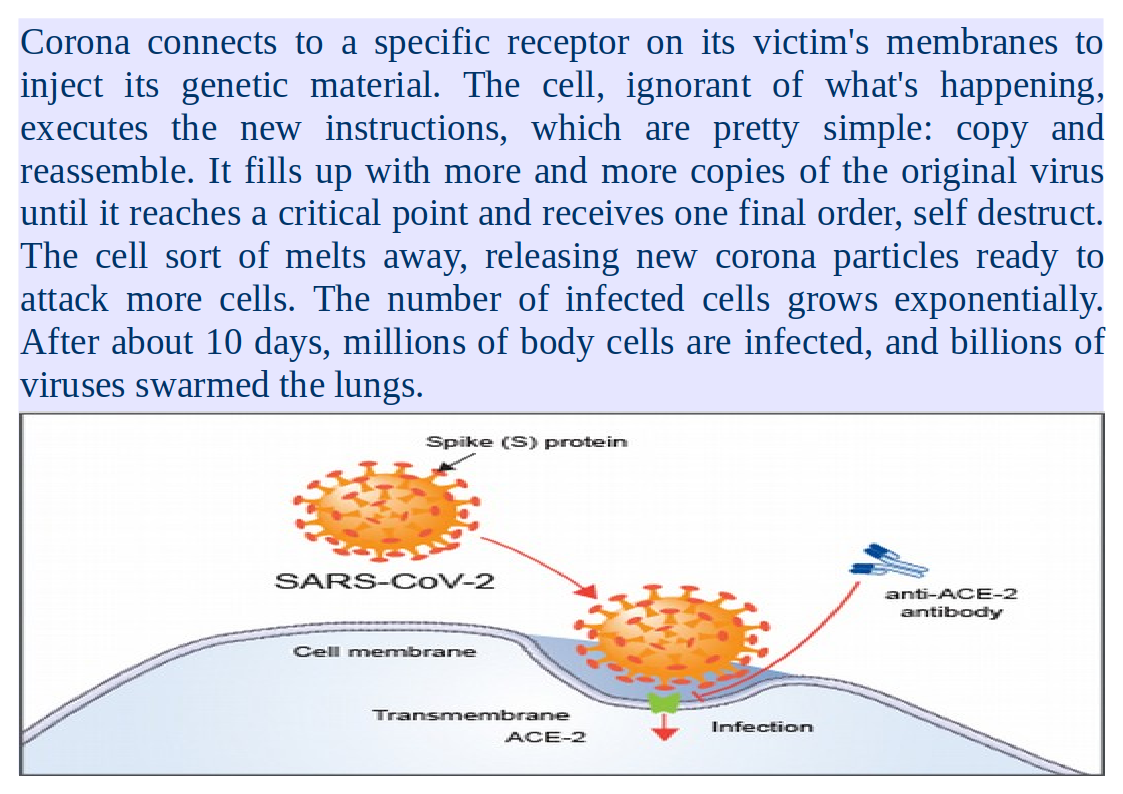 Corona connects to a specific receptor on its victim's membranes to
inject its genetic material. The cell, ignorant of what's happening,
executes the new instructions, which are pretty simple: copy and
reassemble. It fills up with more and more copies of the original virus
until it reaches a critical point and receives one final order, self destruct.
The cell sort of melts away, releasing new corona particles ready to
attack more cells. The number of infected cells grows exponentially.
After about 10 days, millions of body cells are infected, and billions of
viruses swarmed the lungs.
Spike (S) protein
SARS-CoV-2
anti-ACE-2
antibody
Cell membrane
Transmembrane
ACE-2
Infection